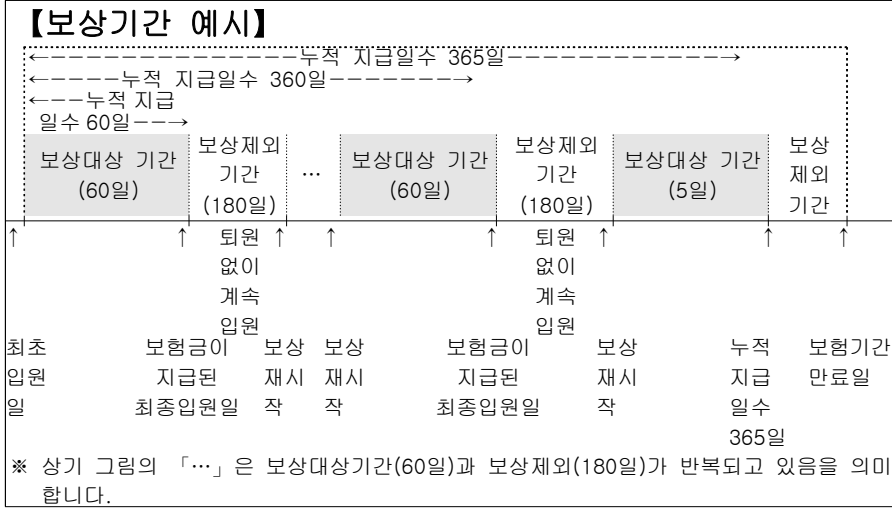 【보상기간 예시】
←――――――――――――――누적 지급일수 365일――――――――――――→
←―――――누적 지급일수 360일―――――――→
←――누적 지급
일수 60일――→
보상대상 기간
(60일)
보상제외
기간
(180일)
…
보상대상 기간
(60일)
보상제외
기간
(180일)
보상대상 기간
(5일)
보상
제외
기간
↑ ↑ ↑ ↑ ↑ ↑ ↑ ↑
퇴원
없이
계속
입원
퇴원
없이
계속
입원
최초
입원
일
보험금이
지급된
최종입원일
보상
재시
작
보상
재시
작
보험금이
지급된
최종입원일
보상
재시
작
누적
지급
일수
365일
보험기간
만료일
※ 상기 그림의 「…」은 보상대상기간(60일)과 보상제외(180일)가 반복되고 있음을 의미
합니다.